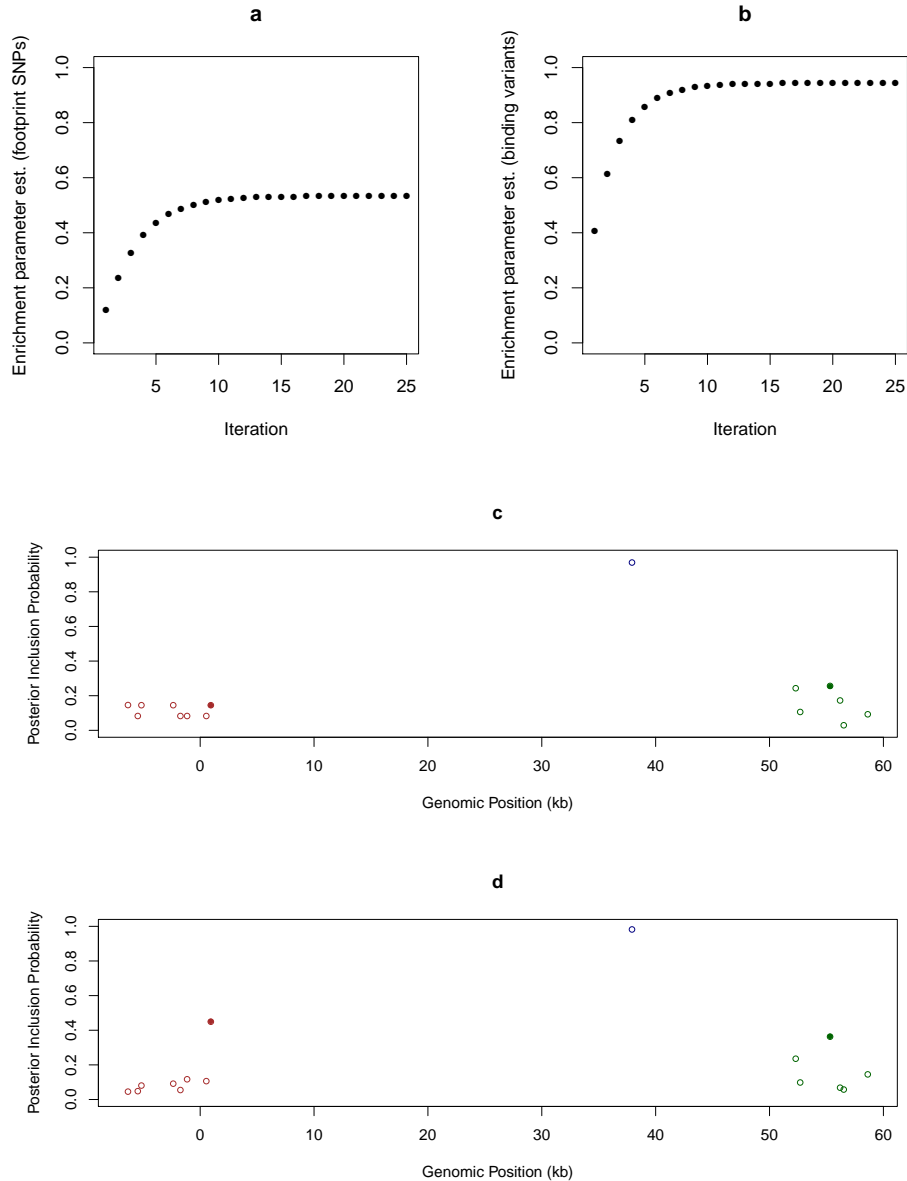 a
Enrichment parameter est. (footprint SNPs)
1.0
0.8
0.6
0.4
0.2
0.0
5 10 15 20 25
Iteration
b
Enrichment parameter est. (binding variants)
1.0
0.8
0.6
0.4
0.2
0.0
5 10 15 20 25
Iteration
c
Posterior Inclusion Probability
1.0
0.8
0.6
0.4
0.2
0.0
0 10 20 30 40 50 60
Genomic Position (kb)
d
Posterior Inclusion Probability
1.0
0.8
0.6
0.4
0.2
0.0
0 10 20 30 40 50 60
Genomic Position (kb)